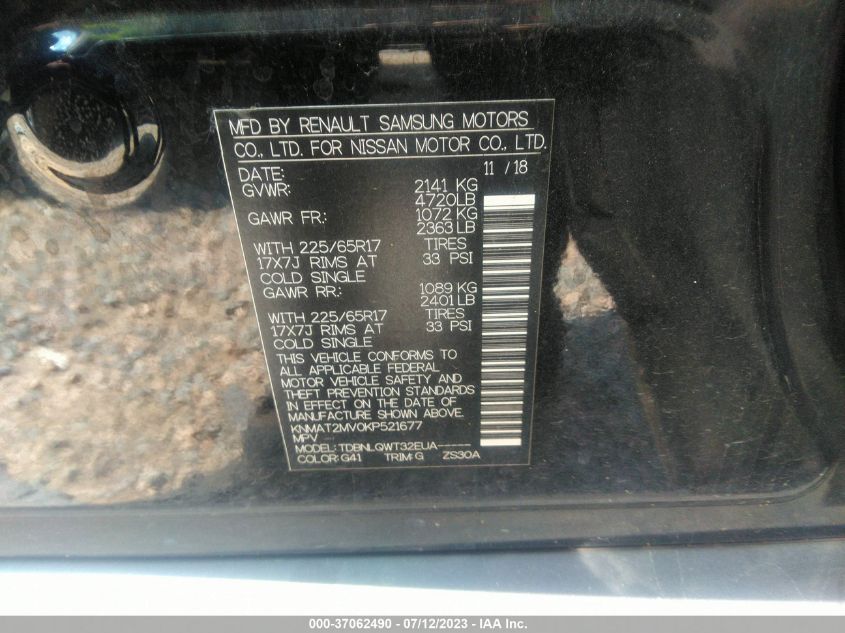 MFD BY RENAULT SAMSUNG MOTORS
CO., LTD. FOR NISSAN MOTOR CO., LTD.
DATE: 11 / 18
GVWR: 2141 KG
4720LB
GAWR FR: 1072 KG
2363 LB
WITH 225/65R17 TIRES
17X7J RIMS AT 33 PSI
COLD SINGLE
GAWR RR: 1089 KG
2401 LB
WITH 225/65R17 TIRES
17X7J RIMS AT 33 PSI
COLD SINGLE
THIS VEHICLE CONFORMS TO
ALL APPLICABLE FEDERAL
MOTOR VEHICLE SAFETY AND
THEFT PREVENTION STANDARDS
IN EFFECT ON THE DATE OF
MANUFACTURE SHOWN ABOVE.
KNMAT2MV0KP521677
MPV
MODEL: TDBNLQWT32EUA-----
COLOR:G41 TRIM:G ZS30A
000-37062490 - 07/12/2023 - IAA Inc.